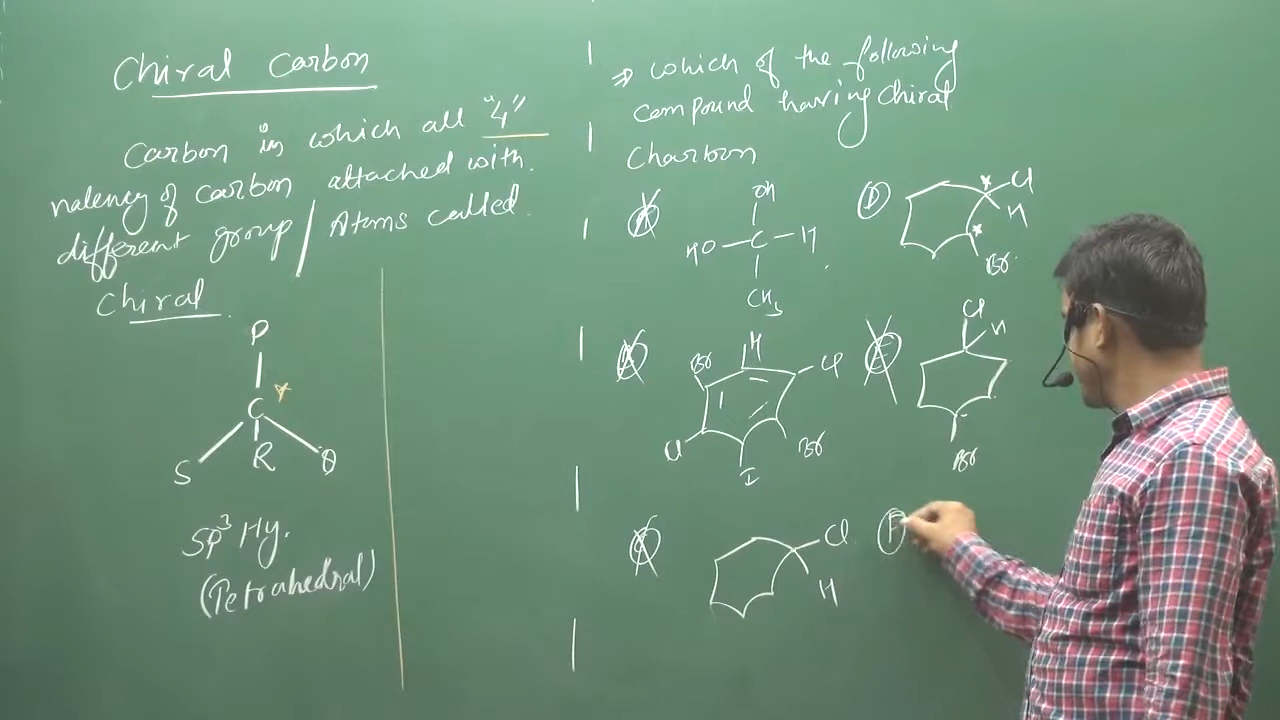 Chiral Carbon
Carbon in which all "4"
valency of carbon attached with
different group/Atoms called
Chiral
P
C *
S R Q
SP³ Hy.
(Tetrahedral)
⇒ which of the following
compound having chiral
Charbon
OH
HO C H
CH₃
D * Cl
H
*
Br
Br H Cl
Cl Br
I
E Cl
H
Br
C Cl
H
F